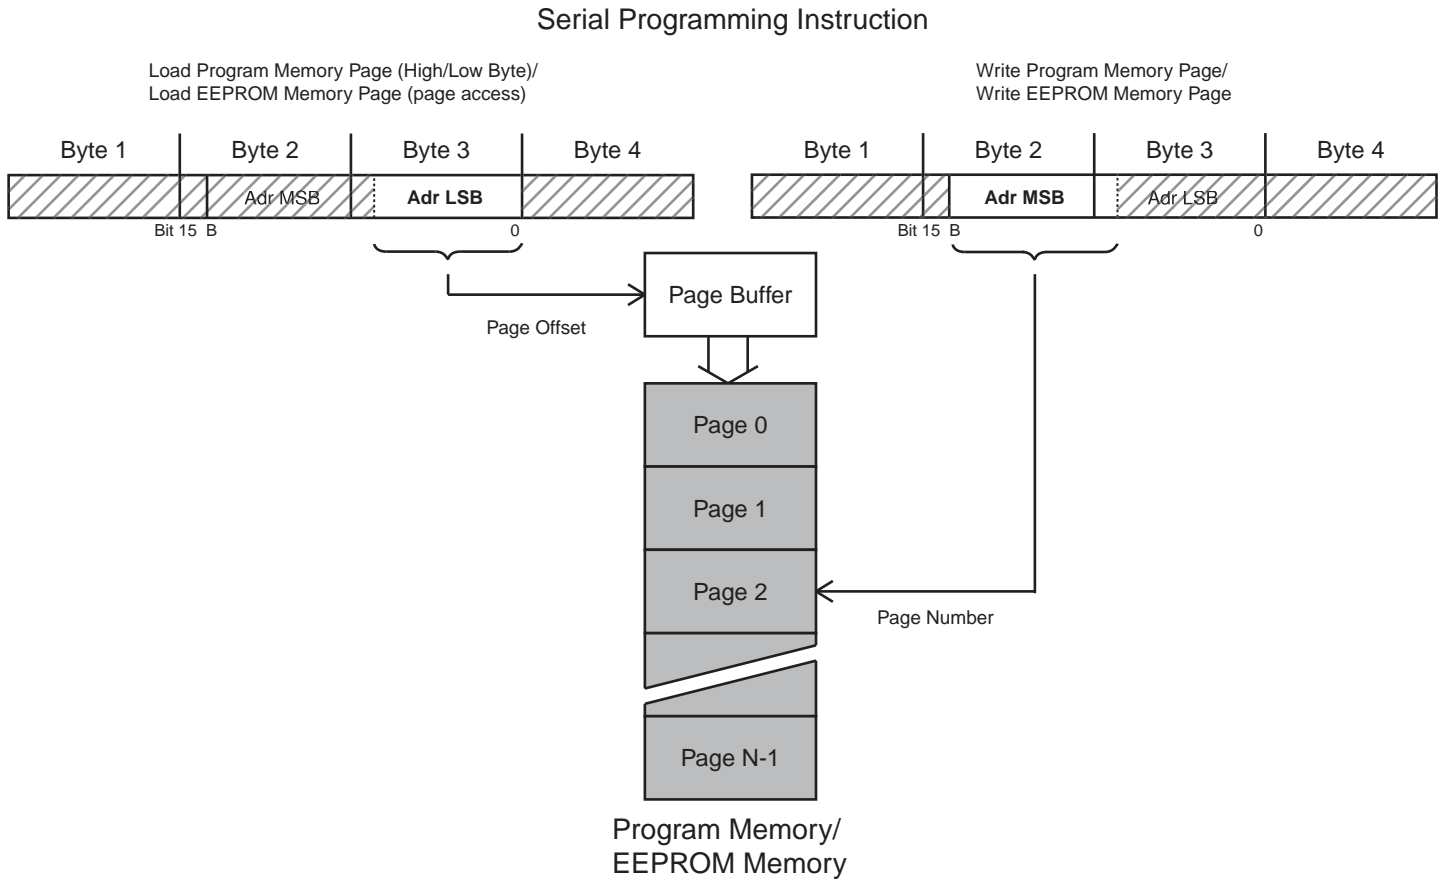 Serial Programming Instruction
Load Program Memory Page (High/Low Byte)/
Load EEPROM Memory Page (page access)
Byte 1 Byte 2 Byte 3 Byte 4
Adr MSB Adr LSB
Bit 15 B 0
Write Program Memory Page/
Write EEPROM Memory Page
Byte 1 Byte 2 Byte 3 Byte 4
Adr MSB Adr LSB
Bit 15 B 0
Page Buffer
Page Offset
Page 0
Page 1
Page 2
Page Number
Page N-1
Program Memory/
EEPROM Memory